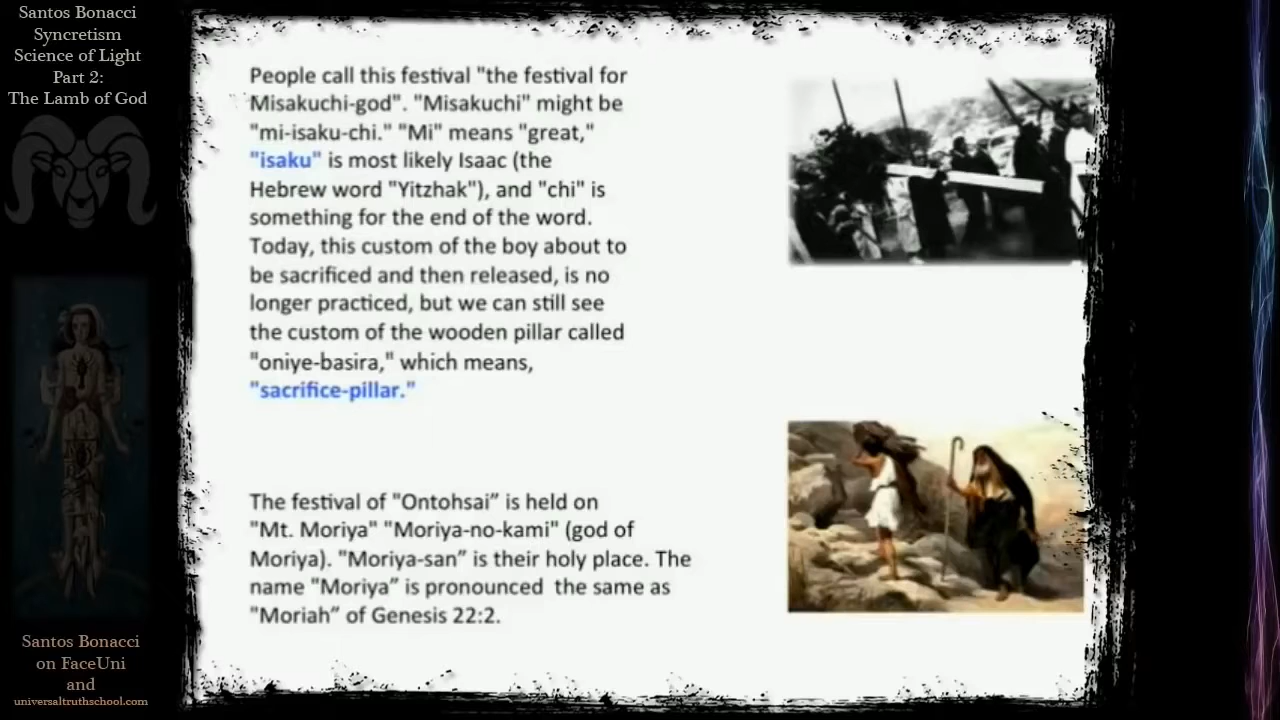 Santos Bonacci
Syncretism
Science of Light
Part 2:
The Lamb of God
People call this festival "the festival for
Misakuchi-god". "Misakuchi" might be
"mi-isaku-chi." "Mi" means "great,"
"isaku" is most likely Isaac (the
Hebrew word "Yitzhak"), and "chi" is
something for the end of the word.
Today, this custom of the boy about to
be sacrificed and then released, is no
longer practiced, but we can still see
the custom of the wooden pillar called
"oniye-basira," which means,
"sacrifice-pillar."
The festival of "Ontohsai” is held on
"Mt. Moriya" "Moriya-no-kami" (god of
Moriya). "Moriya-san” is their holy place. The
name "Moriya” is pronounced  the same as
"Moriah” of Genesis 22:2.
Santos Bonacci
on FaceUni
and
universaltruthschool.com